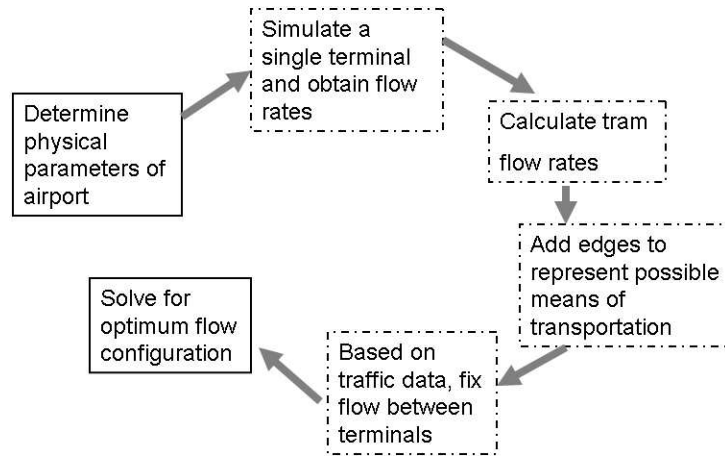 Determine
physical
parameters of
airport
Simulate a
single terminal
and obtain flow
rates
Calculate tram
flow rates
Add edges to
represent possible
means of
transportation
Based on
traffic data, fix
flow between
terminals
Solve for
optimum flow
configuration